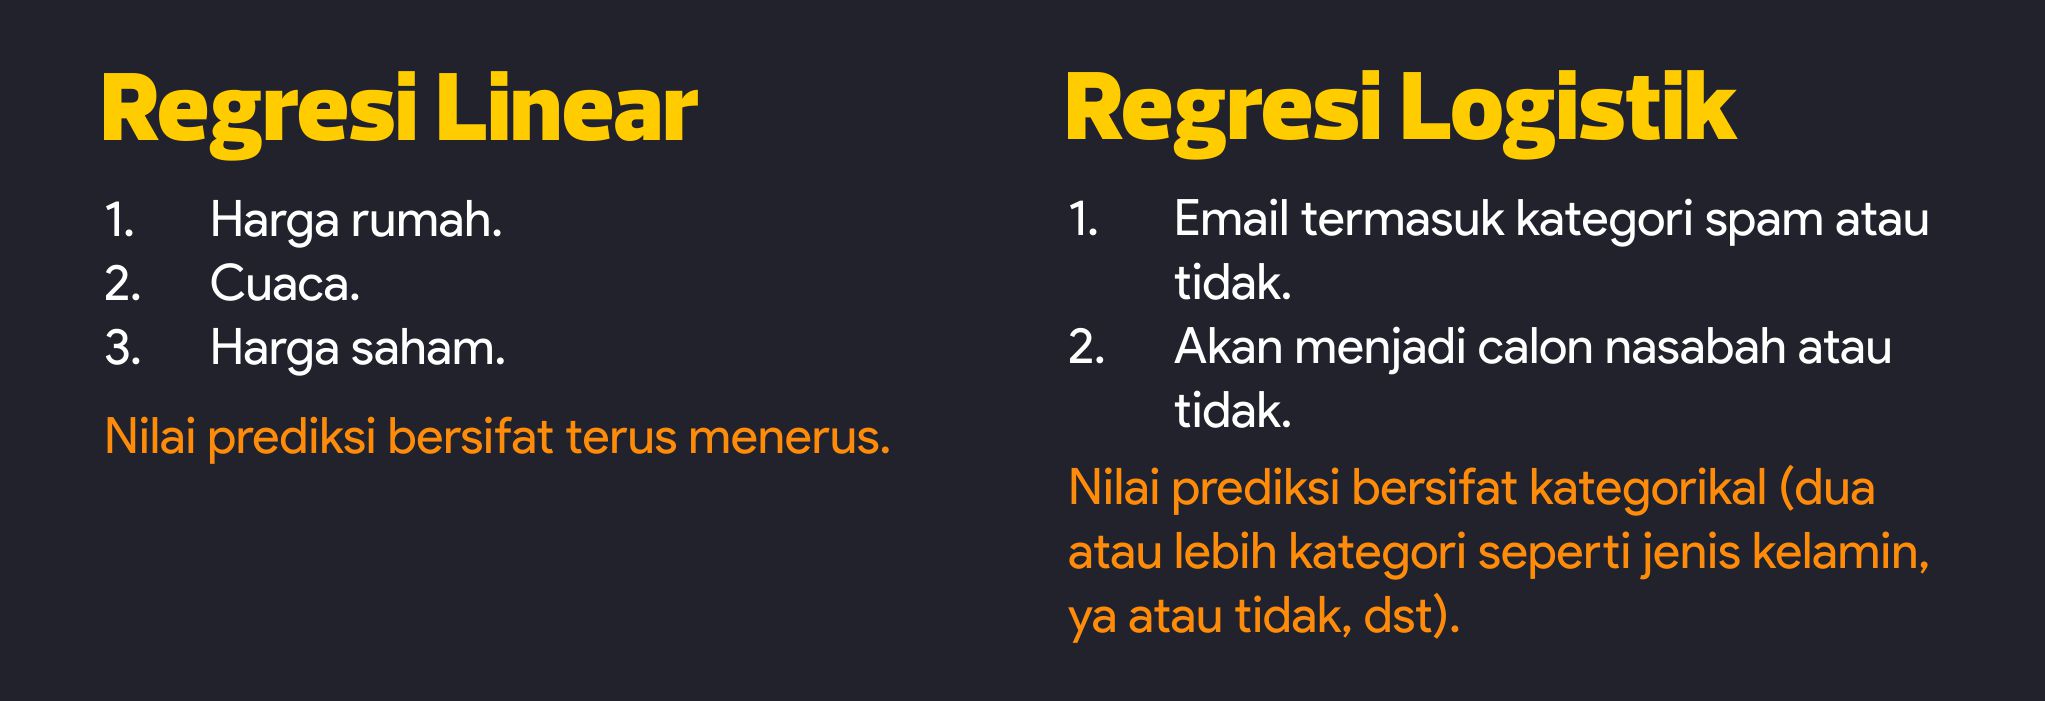 Regresi Linear
1. Harga rumah.
2. Cuaca.
3. Harga saham.
Nilai prediksi bersifat terus menerus.
Regresi Logistik
1. Email termasuk kategori spam atau
tidak.
2. Akan menjadi calon nasabah atau
tidak.
Nilai prediksi bersifat kategorikal (dua
atau lebih kategori seperti jenis kelamin,
ya atau tidak, dst).